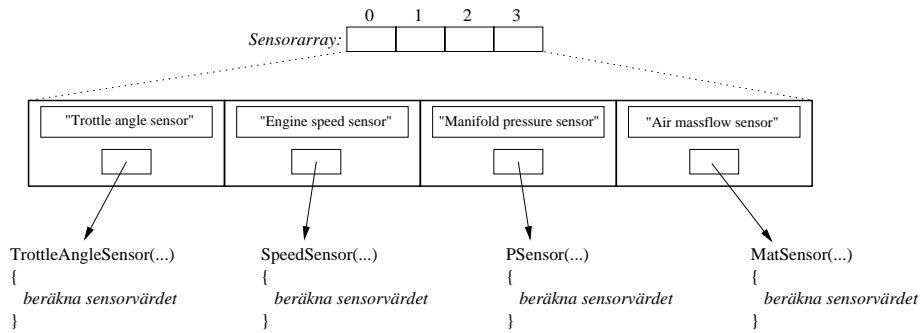 0 1 2 3
Sensorarray:
"Trottle angle sensor" "Engine speed sensor" "Manifold pressure sensor" "Air massflow sensor"
TrottleAngleSensor(...) SpeedSensor(...) PSensor(...) MatSensor(...)
{ { { {
beräkna sensorvärdet beräkna sensorvärdet beräkna sensorvärdet beräkna sensorvärdet
} } } }